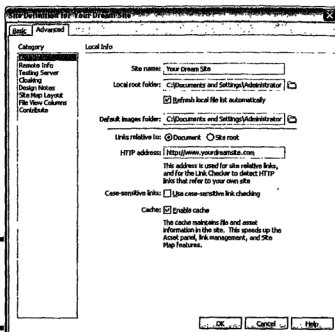 Site Definition for Your Dream Site
Basic
Advanced
Category
Local Info
Remote Info
Testing Server
Cloaking
Design Notes
Site Map Layout
File View Columns
Contribute
Local Info
Site name: Your Dream Site
Local root folder: C:\Documents and Settings\Administrator
Refresh local file list automatically
Default images folder: C:\Documents and Settings\Administrator
Links relative to: Document Site root
HTTP address: http://www.yourdreamsite.com
This address is used for site relative links,
and for the Link Checker to detect HTTP
links that refer to your own site
Case-sensitive links: Use case-sensitive link checking
Cache: Enable cache
The cache maintains file and asset
information in the site. This speeds up the
Asset panel, link management, and Site
Map features.
OK Cancel Help